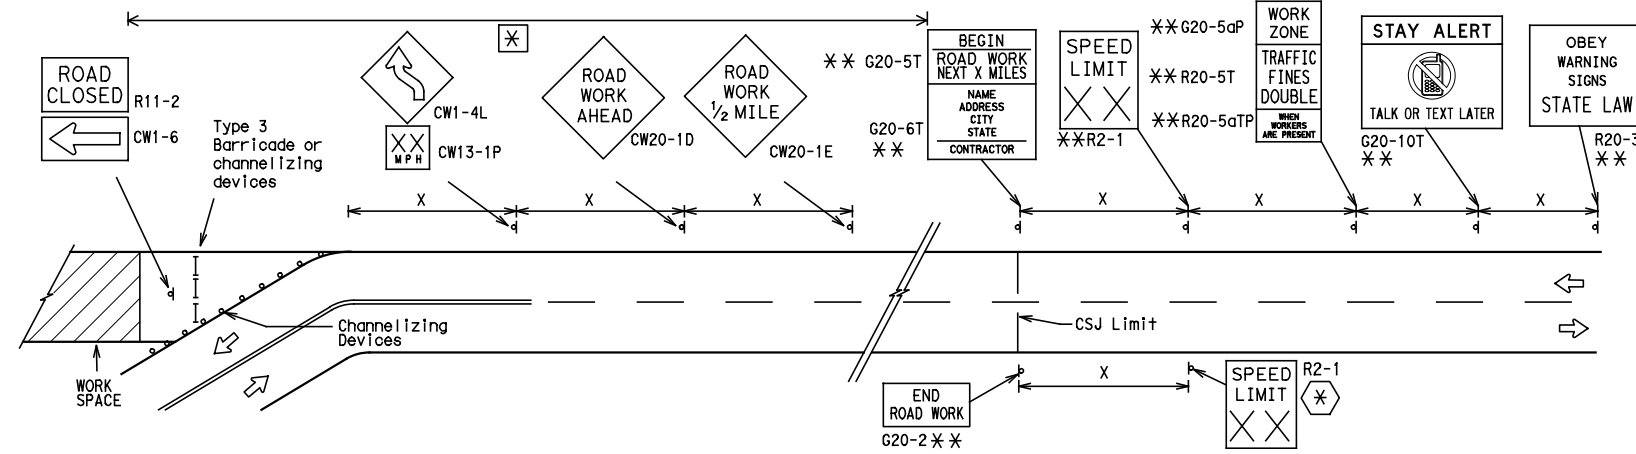 ROAD
CLOSED
R11-2
CW1-6
Type 3
Barricade or
channelizing
devices
CW1-4L
XX
MPH
CW13-1P
*
ROAD
WORK
AHEAD
CW20-1D
ROAD
WORK
1/2 MILE
CW20-1E
** G20-5T
BEGIN
ROAD WORK
NEXT X MILES
NAME
ADDRESS
CITY
STATE
CONTRACTOR
G20-6T
**
SPEED
LIMIT
XX
**R2-1
**G20-5aP
WORK
ZONE
**R20-5T
TRAFFIC
FINES
DOUBLE
**R20-5aTP
WHEN
WORKERS
ARE PRESENT
STAY ALERT
TALK OR TEXT LATER
G20-10T
**
OBEY
WARNING
SIGNS
STATE LAW
R20-3
**
X
X
X
X
X
X
X
Channelizing
Devices
CSJ Limit
WORK
SPACE
X
END
ROAD WORK
G20-2 **
SPEED
LIMIT
XX
R2-1
*